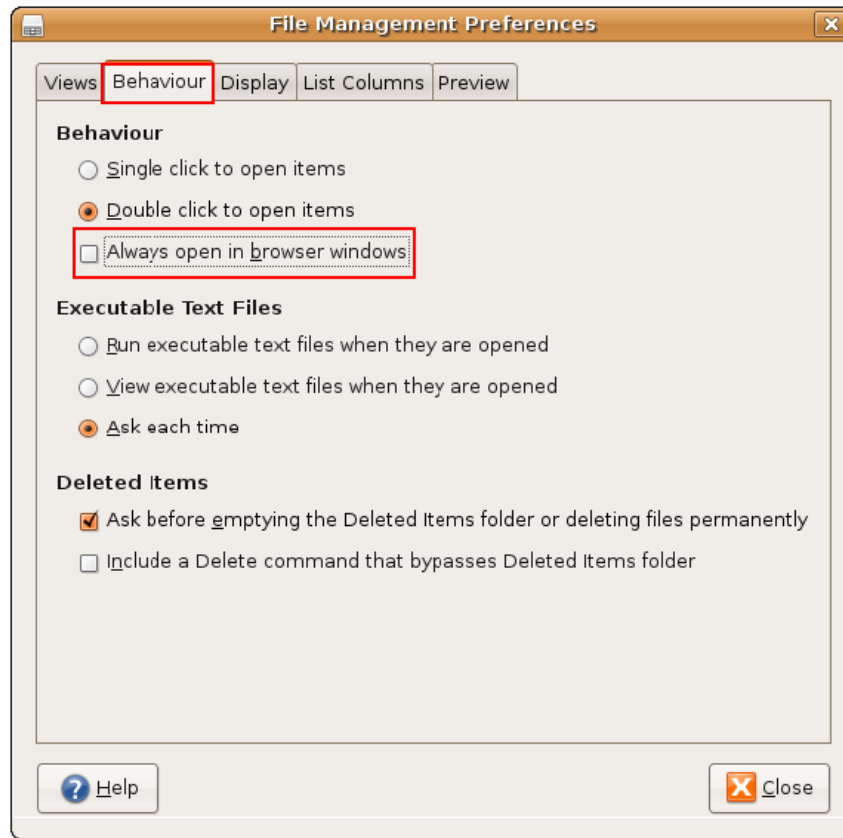 File Management Preferences
Views Behaviour Display List Columns Preview
Behaviour
Single click to open items
Double click to open items
Always open in browser windows
Executable Text Files
Run executable text files when they are opened
View executable text files when they are opened
Ask each time
Deleted Items
Ask before emptying the Deleted Items folder or deleting files permanently
Include a Delete command that bypasses Deleted Items folder
Help Close